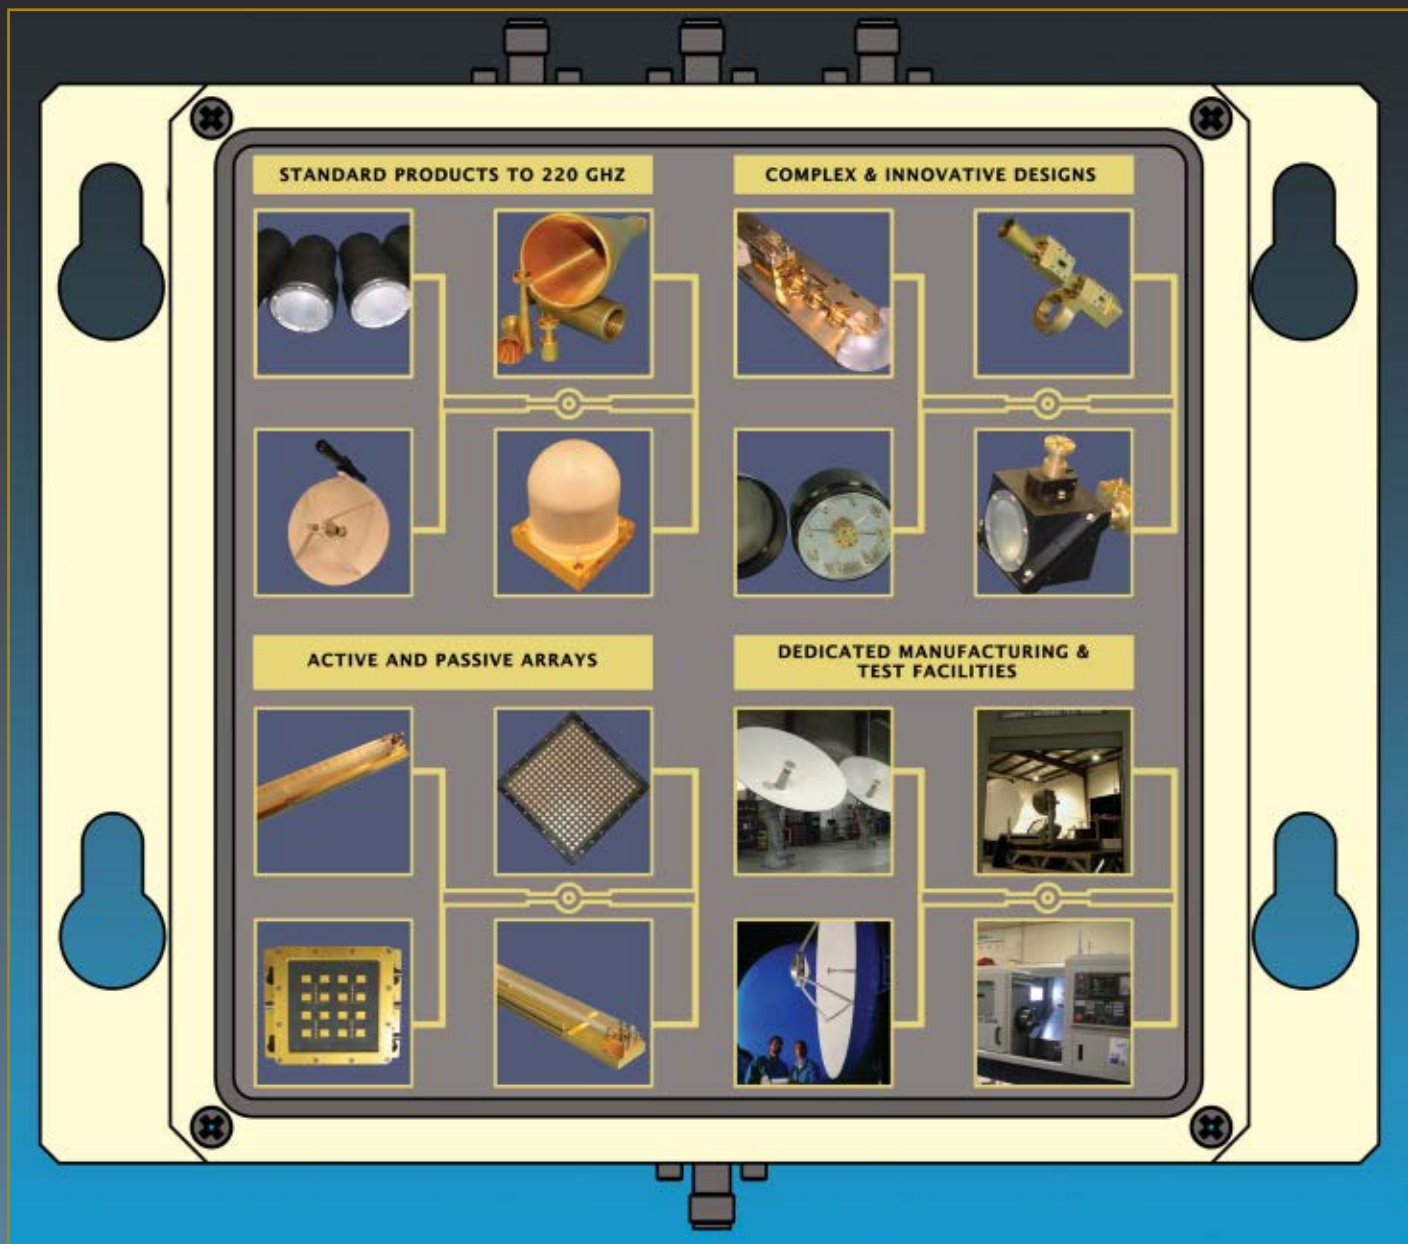 STANDARD PRODUCTS TO 220 GHZ
COMPLEX & INNOVATIVE DESIGNS
ACTIVE AND PASSIVE ARRAYS
DEDICATED MANUFACTURING &
TEST FACILITIES